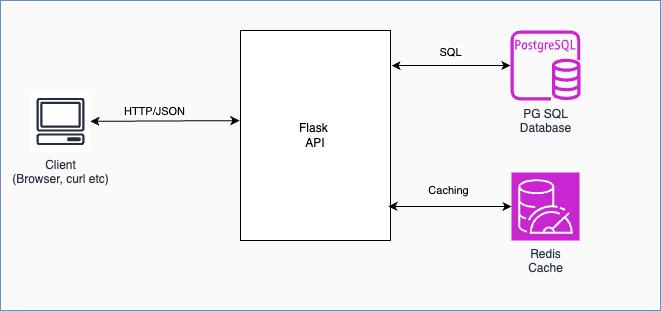 Client
(Browser, curl etc)
HTTP/JSON
Flask
API
SQL
PostgreSQL
PG SQL
Database
Caching
Redis
Cache